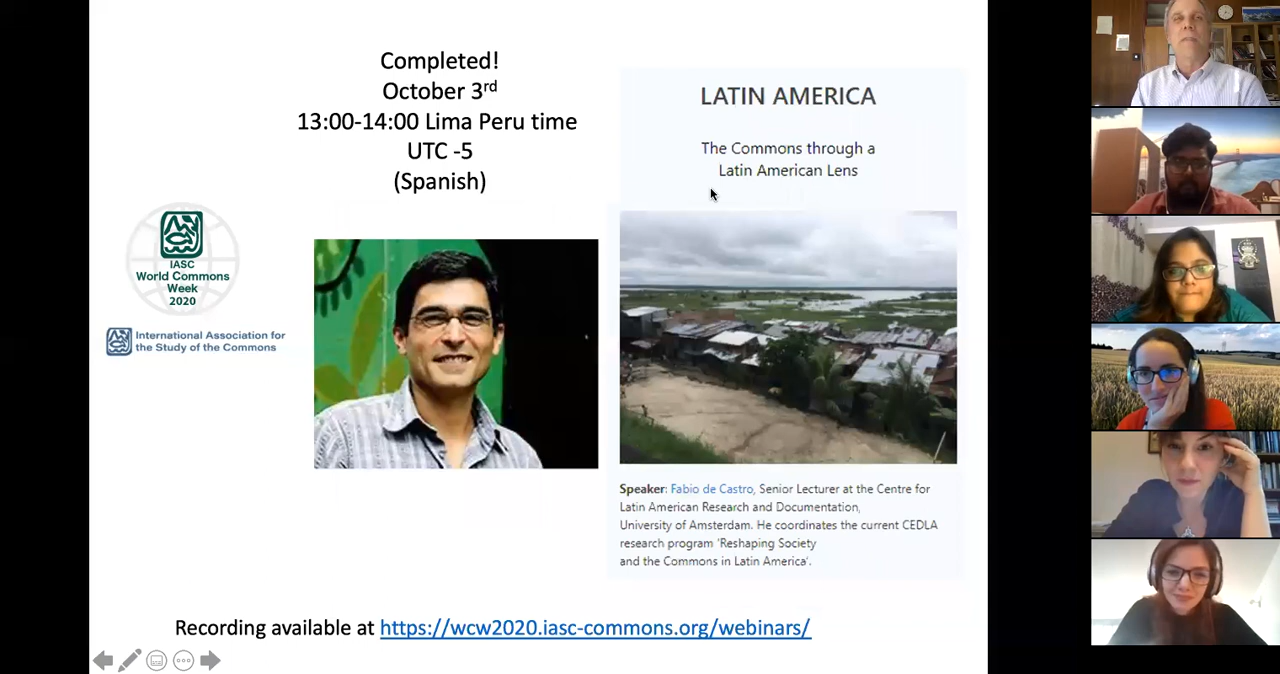 Completed!
October 3rd
13:00-14:00 Lima Peru time
UTC -5
(Spanish)
LATIN AMERICA
The Commons through a
Latin American Lens
IASC
World Commons
Week
2020
International Association for
the Study of the Commons
Speaker: Fabio de Castro, Senior Lecturer at the Centre for
Latin American Research and Documentation,
University of Amsterdam. He coordinates the current CEDLA
research program 'Reshaping Society
and the Commons in Latin America'.
Recording available at https://wcw2020.iasc-commons.org/webinars/